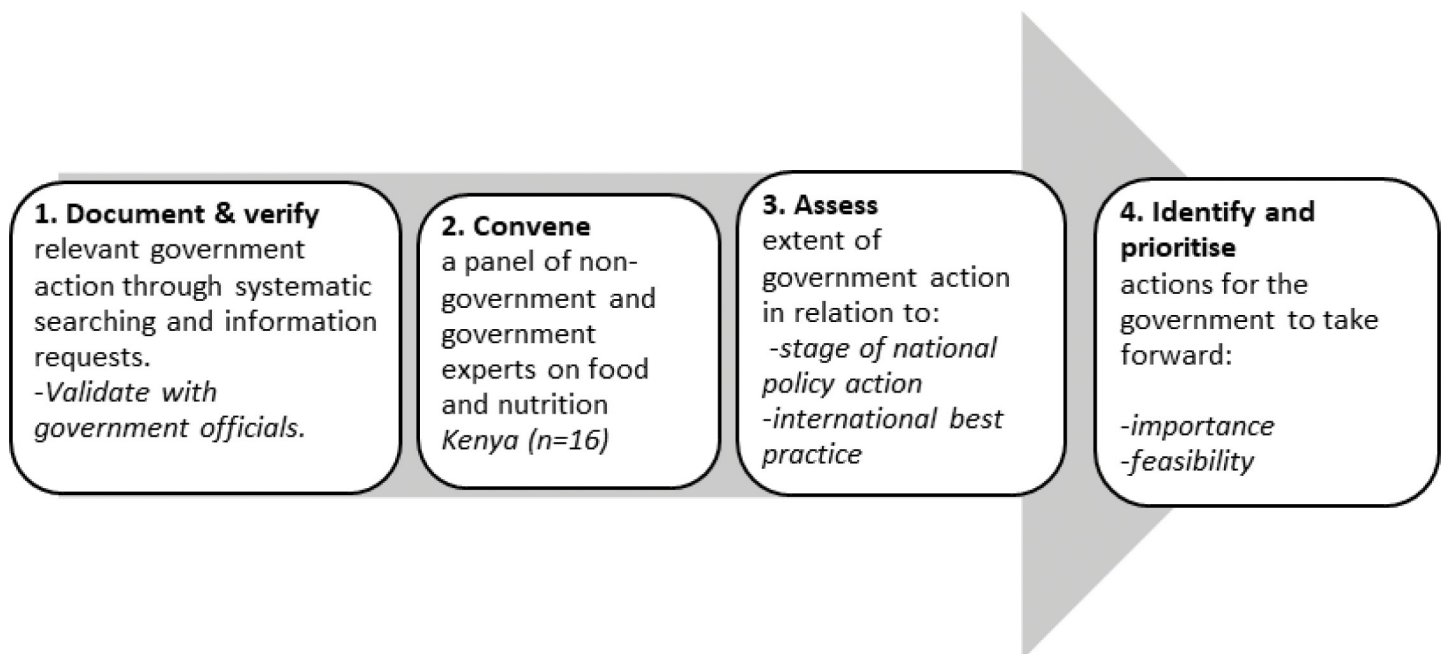 1. Document & verify
relevant government
action through systematic
searching and information
requests.
-Validate with
government officials.
2. Convene
a panel of non-
government and
government
experts on food
and nutrition
Kenya (n=16)
3. Assess
extent of
government action
in relation to:
-stage of national
policy action
-international best
practice
4. Identify and
prioritise
actions for the
government to take
forward:
-importance
-feasibility